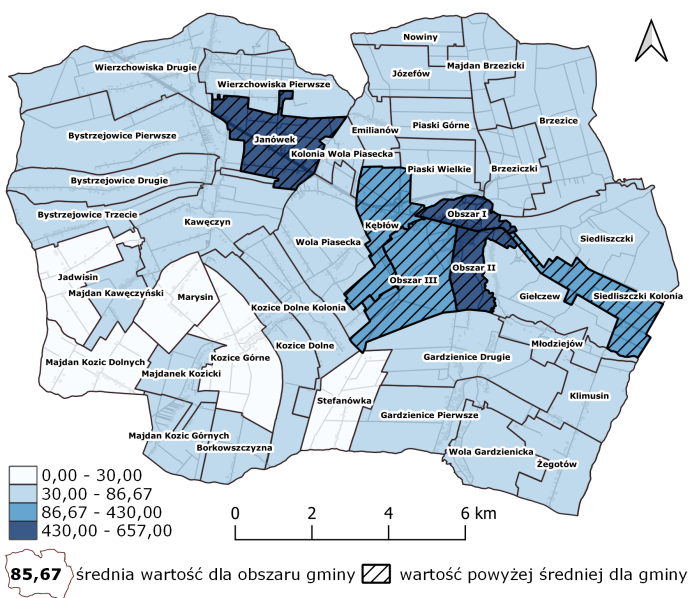 Nowiny
Wierzchowiska Drugie
Majdan Brzezicki
Józefów
Wierzchowiska Pierwsze
Brzezice
Piaski Górne
Emilianów
Bystrzejowice Pierwsze
Janówek
Kolonia Wola Piasecka
Piaski Wielkie
Brzeziczki
Bystrzejowice Drugie
Bystrzejowice Trzecie
Obszar I
Kawęczyn
Kębłów
Siedliszczki
Wola Piasecka
Obszar II
Jadwisin
Obszar III
Majdan Kawęczyński
Marysin
Giełczew
Siedliszczki Kolonia
Kozice Dolne Kolonia
Młodziejów
Kozice Dolne
Kozice Górne
Gardzienice Drugie
Majdan Kozic Dolnych
Majdanek Kozicki
Klimusin
Stefanówka
Gardzienice Pierwsze
Majdan Kozic Górnych
Borkowszczyzna
Wola Gardzienicka
Żegotów
0,00 - 30,00
30,00 - 86,67
86,67 - 430,00
430,00 - 657,00
0 2 4 6 km
85,67 średnia wartość dla obszaru gminy wartość powyżej średniej dla gminy